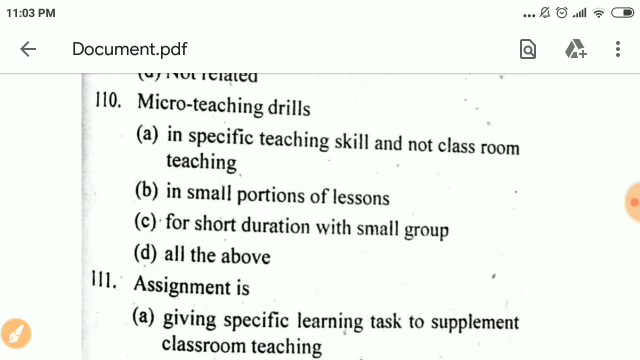 11:03 PM
Document.pdf
(d) Not related
110. Micro-teaching drills
(a) in specific teaching skill and not class room
teaching
(b) in small portions of lessons
(c) for short duration with small group
(d) all the above
111. Assignment is
(a) giving specific learning task to supplement
classroom teaching